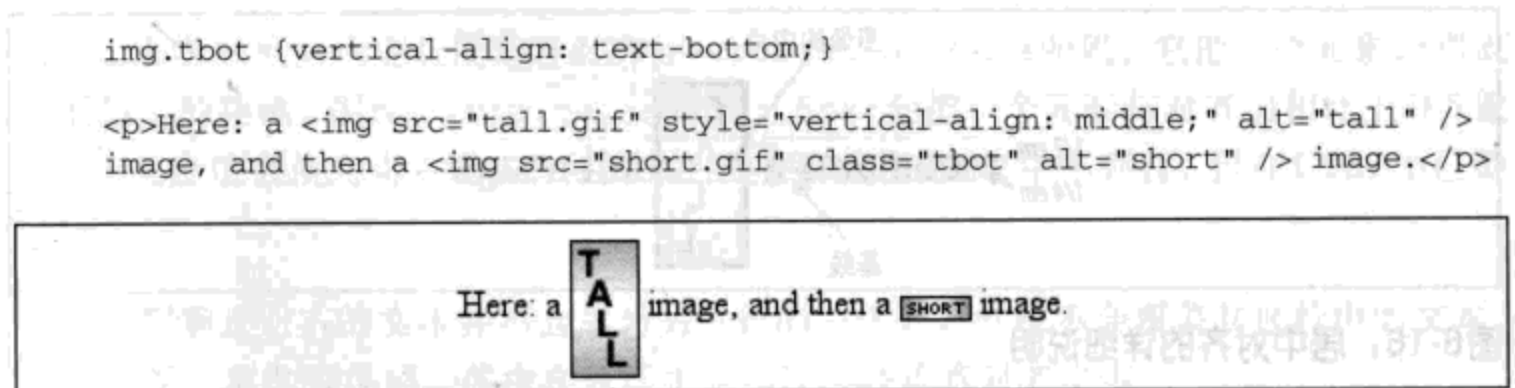 img.tbot {vertical-align: text-bottom;}
<p>Here: a <img src="tall.gif" style="vertical-align: middle;" alt="tall" />
image, and then a <img src="short.gif" class="tbot" alt="short" /> image.</p>
Here: a TALL image, and then a SHORT image.